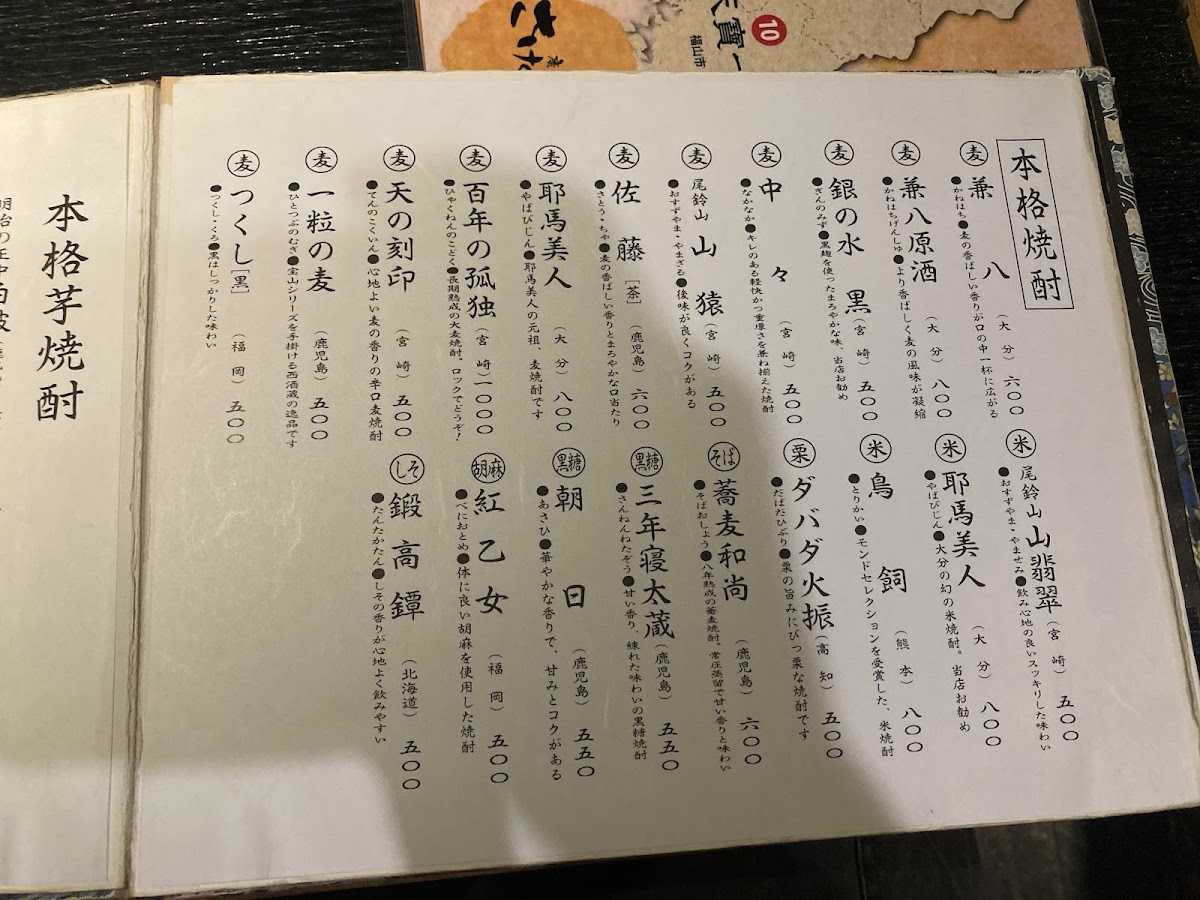 本格焼酎
麦 兼八 (大分) 六〇〇
●かねはち●麦の香ばしい香りが口の中一杯に広がる
麦 兼八原酒 (大分) 八〇〇
●かねはちげんしゅ●より香ばしく麦の風味が凝縮
麦 銀の水 黒 (宮崎) 五〇〇
●ぎんのみず●黒麹を使ったまろやかな味、当店お勧め
麦 中々 (宮崎) 五〇〇
●なかなか●キレのある軽快かつ重厚さを兼ね揃えた焼酎
麦 尾鈴山 山猿 (宮崎) 五〇〇
●おすずやま・やまざる●後味が良くコクがある
麦 佐藤 [茶] (鹿児島) 六〇〇
●さとう・ちゃ●麦の香ばしい香りとまろやかな口当たり
麦 耶馬美人 (大分) 八〇〇
●やばびじん●耶馬美人の元祖、麦焼酎です
麦 百年の孤独 (宮崎) 一〇〇〇
●ひゃくねんのこどく●長期熟成の大麦焼酎。ロックでどうぞ!
麦 天の刻印 (宮崎) 五〇〇
●てんのこくいん●心地よい麦の香りの辛口麦焼酎
麦 一粒の麦 (鹿児島) 五〇〇
●ひとつぶのむぎ●宝山シリーズを手掛ける西酒蔵の逸品です
麦 つくし [黒] (福岡) 五〇〇
●つくし・くろ●黒はしっかりした味わい
米 尾鈴山 山翡翠 (宮崎) 五〇〇
●おすずやま・やませみ●飲み心地の良いスッキリした味わい
米 耶馬美人 (大分) 八〇〇
●やばびじん●大分の幻の米焼酎。当店お勧め
米 鳥飼 (熊本) 八〇〇
●とりかい●モンドセレクションを受賞した、米焼酎
栗 ダバダ火振 (高知) 五〇〇
●だばだひぶり●栗の旨みにびっ栗な焼酎です
そば 蕎麦和尚 (鹿児島) 六〇〇
●そばおしょう●八年熟成の蕎麦焼酎。常圧蒸留で甘い香りと味わい
黒糖 三年寝太蔵 (鹿児島) 五五〇
●さんねんねたぞう●甘い香り、練れた味わいの黒糖焼酎
黒糖 朝日 (鹿児島) 五五〇
●あさひ●華やかな香りで、甘みとコクがある
胡麻 紅乙女 (福岡) 五〇〇
●べにおとめ●体に良い胡麻を使用した焼酎
しそ 鍛高鐔 (北海道) 五〇〇
●たんたかたん●しその香りが心地よく飲みやすい
本格芋焼酎
10
福山市